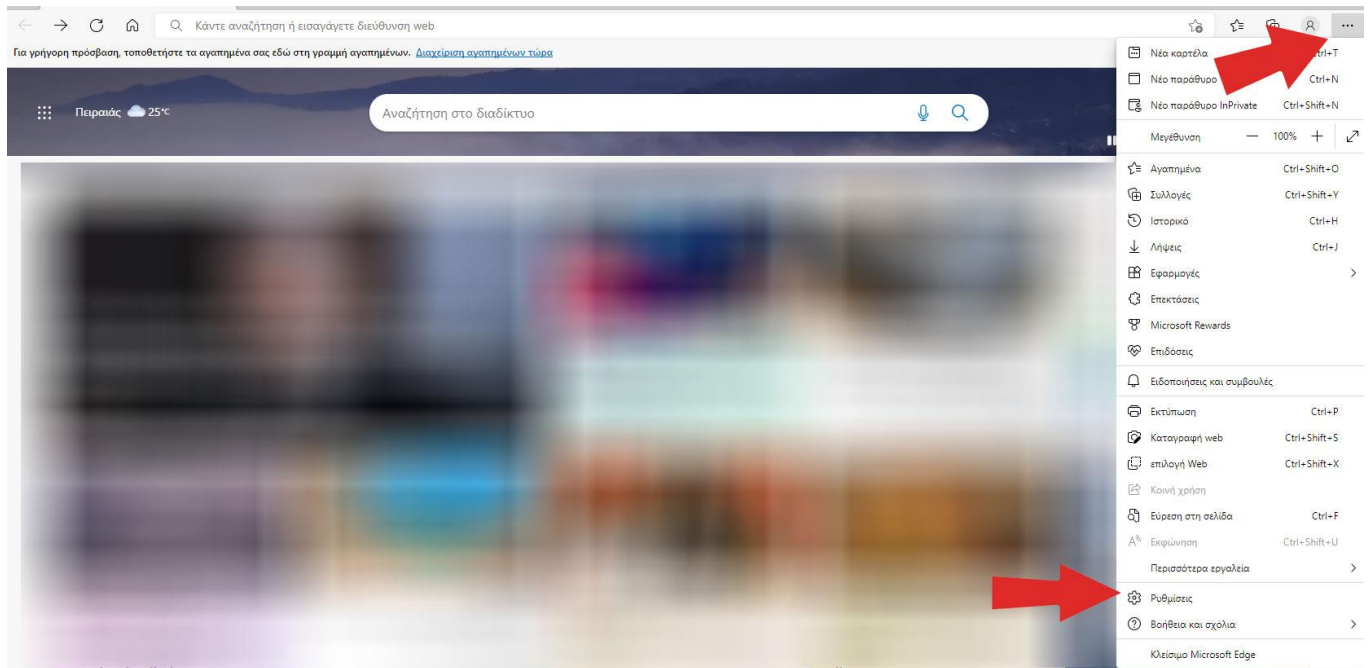 Κάντε αναζήτηση ή εισαγάγετε διεύθυνση web
Για γρήγορη πρόσβαση, τοποθετήστε τα αγαπημένα σας εδώ στη γραμμή αγαπημένων. Διαχείριση αγαπημένων τώρα
Πειραιάς 25°C
Αναζήτηση στο διαδίκτυο
Νέα καρτέλα
Νέο παράθυρο Ctrl+N
Νέο παράθυρο InPrivate Ctrl+Shift+N
Μεγέθυνση — 100% +
Αγαπημένα Ctrl+Shift+O
Συλλογές Ctrl+Shift+Y
Ιστορικό Ctrl+H
Λήψεις Ctrl+J
Εφαρμογές
Επεκτάσεις
Microsoft Rewards
Επιδόσεις
Ειδοποιήσεις και συμβουλές
Εκτύπωση Ctrl+P
Καταγραφή web Ctrl+Shift+S
επιλογή Web Ctrl+Shift+X
Κοινή χρήση
Εύρεση στη σελίδα Ctrl+F
Εκφώνηση Ctrl+Shift+U
Περισσότερα εργαλεία
Ρυθμίσεις
Βοήθεια και σχόλια
Κλείσιμο Microsoft Edge